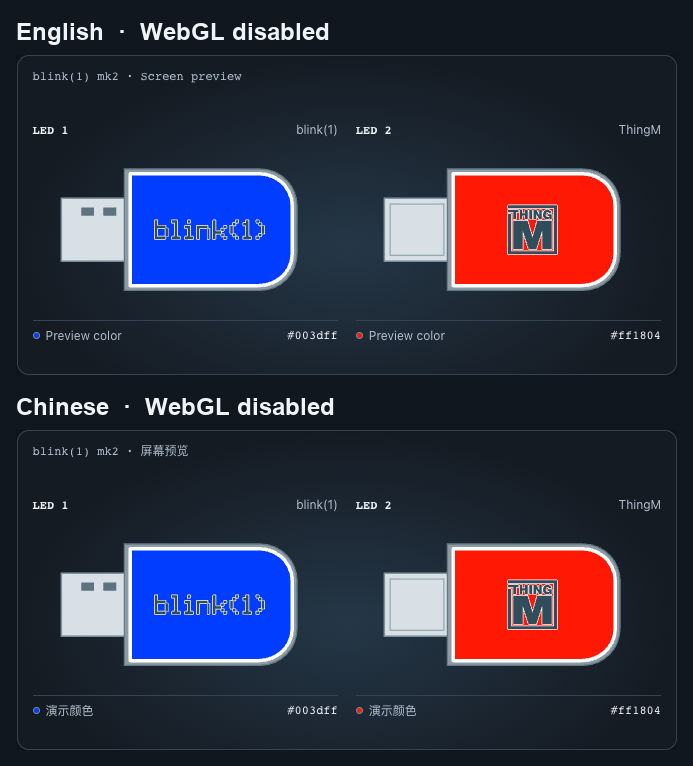 English · WebGL disabled
blink(1) mk2 · Screen preview
LED 1 blink(1) LED 2 ThingM
blink(1) THING M
Preview color #003dff Preview color #ff1804
Chinese · WebGL disabled
blink(1) mk2 · 屏幕预览
LED 1 blink(1) LED 2 ThingM
blink(1) THING M
演示颜色 #003dff 演示颜色 #ff1804